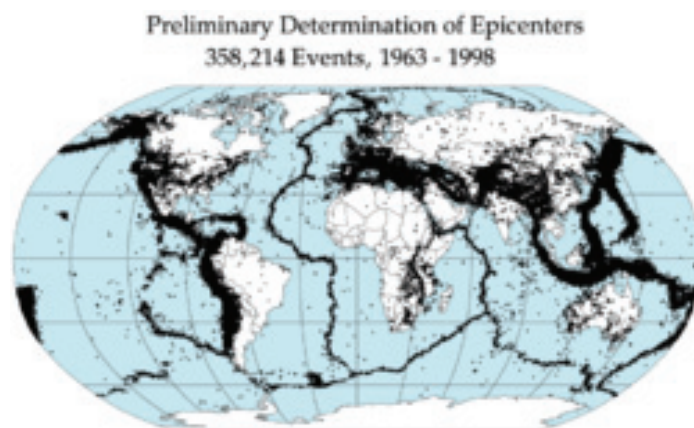 Preliminary Determination of Epicenters
358,214 Events, 1963 - 1998